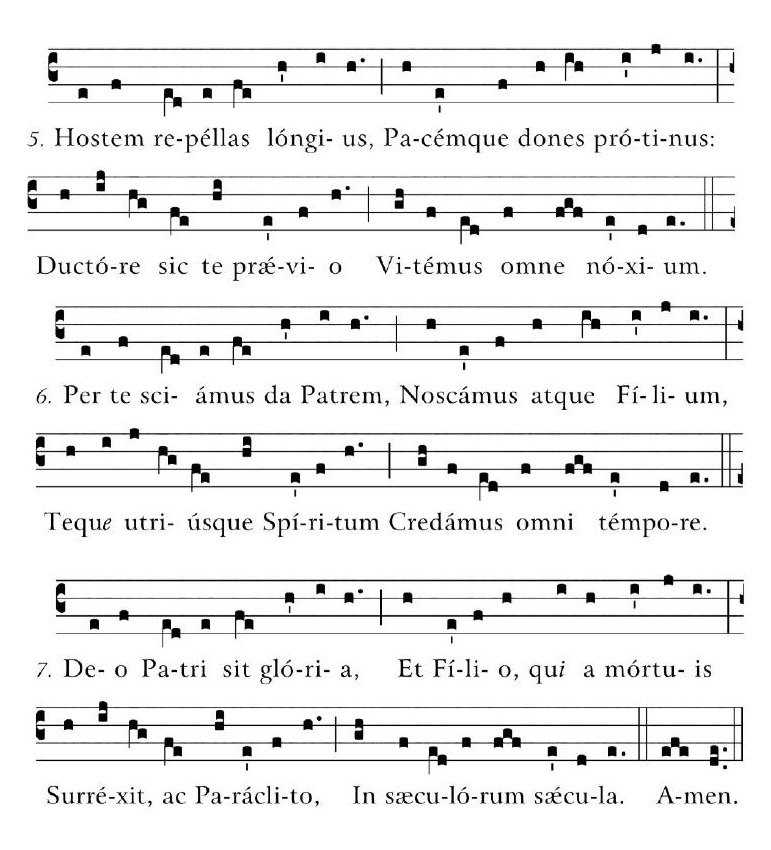 5. Hostem re-péllas lóngi- us, Pa-cémque dones pró-ti-nus:
Ductó-re sic te prǽ-vi- o Vi-témus omne nó-xi- um.
6. Per te sci- ámus da Patrem, Noscámus atque Fí- li- um,
Teque utri- úsque Spí-ri-tum Credámus omni témpo-re.
7. De- o Pa-tri sit gló-ri- a, Et Fí-li- o, qui a mórtu- is
Surré-xit, ac Pa-rácli-to, In sæcu-ló-rum sǽcu-la. A-men.